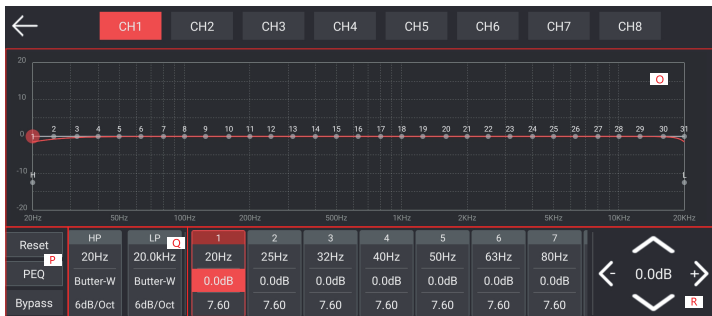 CH1 CH2 CH3 CH4 CH5 CH6 CH7 CH8
20
O
10
1 2 3 4 5 6 7 8 9 10 11 12 13 14 15 16 17 18 19 20 21 22 23 24 25 26 27 28 29 30 31
0
-10 H L
-20
20Hz 50Hz 100Hz 200Hz 500Hz 1KHz 2KHz 5KHz 10KHz 20KHz
Reset HP LP Q 1 2 3 4 5 6 7
P 20Hz 20.0kHz 20Hz 25Hz 32Hz 40Hz 50Hz 63Hz 80Hz
PEQ Butter-W Butter-W 0.0dB 0.0dB 0.0dB 0.0dB 0.0dB 0.0dB 0.0dB - 0.0dB +
Bypass 6dB/Oct 6dB/Oct 7.60 7.60 7.60 7.60 7.60 7.60 7.60 R